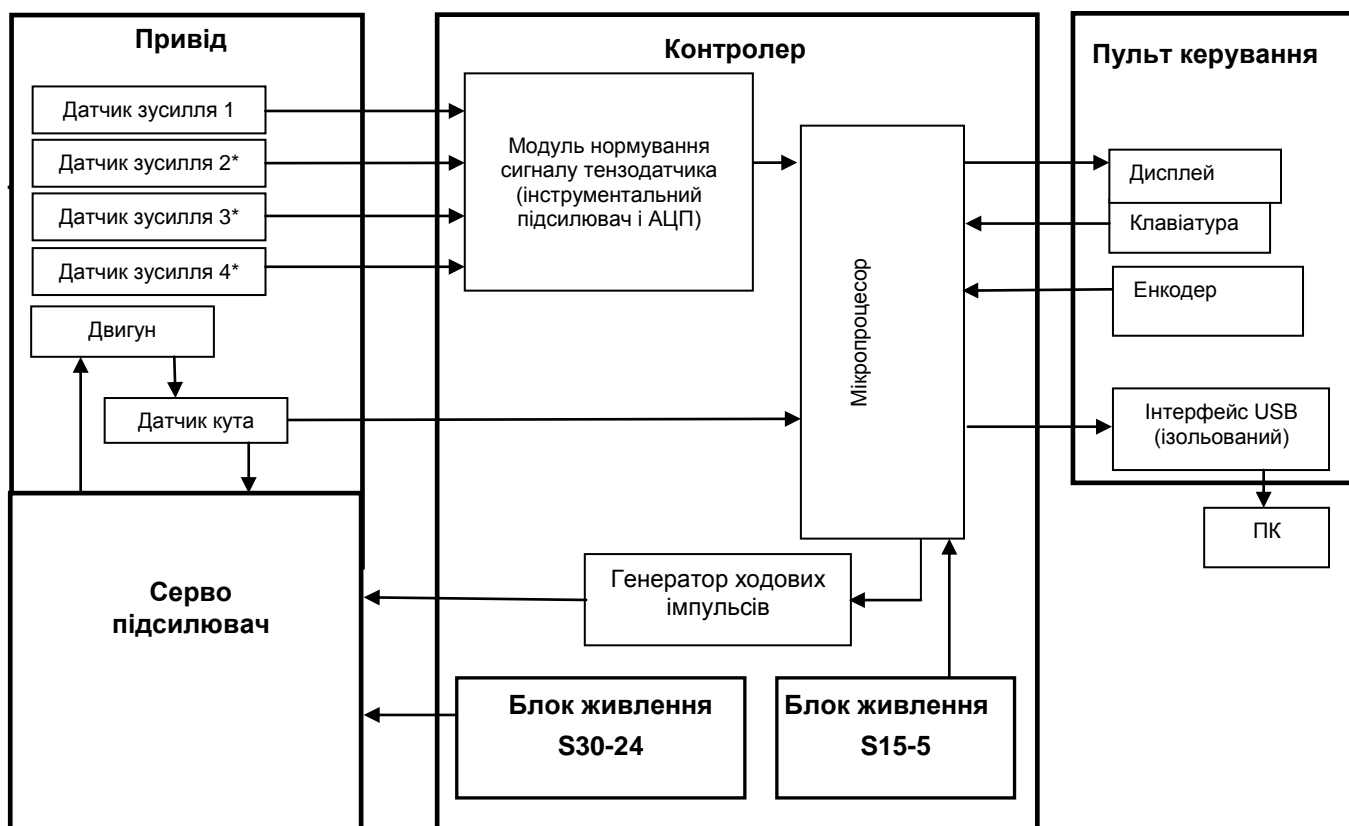 Привід
Датчик зусилля 1
Датчик зусилля 2*
Датчик зусилля 3*
Датчик зусилля 4*
Двигун
Датчик кута
Серво
підсилювач
Контролер
Модуль нормування
сигналу тензодатчика
(інструментальний
підсилювач і АЦП)
Мікропроцесор
Генератор ходових
імпульсів
Блок живлення
S30-24
Блок живлення
S15-5
Пульт керування
Дисплей
Клавіатура
Енкодер
Інтерфейс USB
(ізольований)
ПК